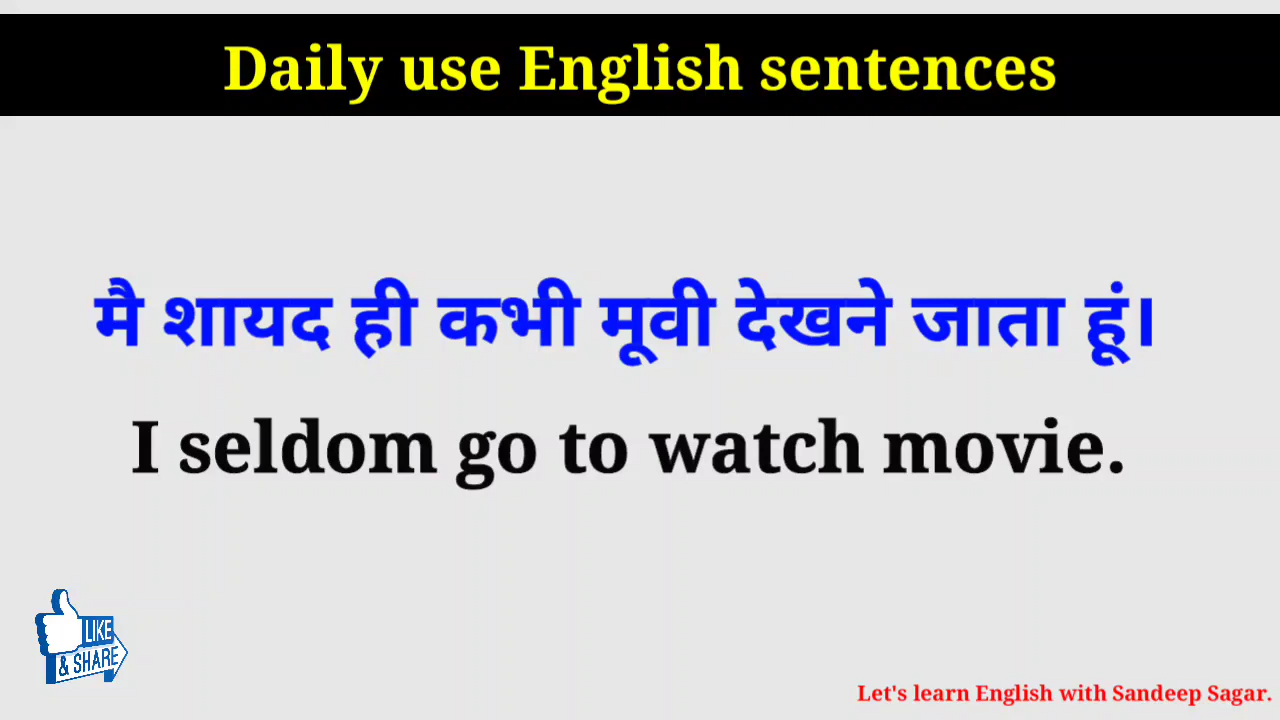 Daily use English sentences
मै शायद ही कभी मूवी देखने जाता हूं।
I seldom go to watch movie.
LIKE
& SHARE
Let's learn English with Sandeep Sagar.